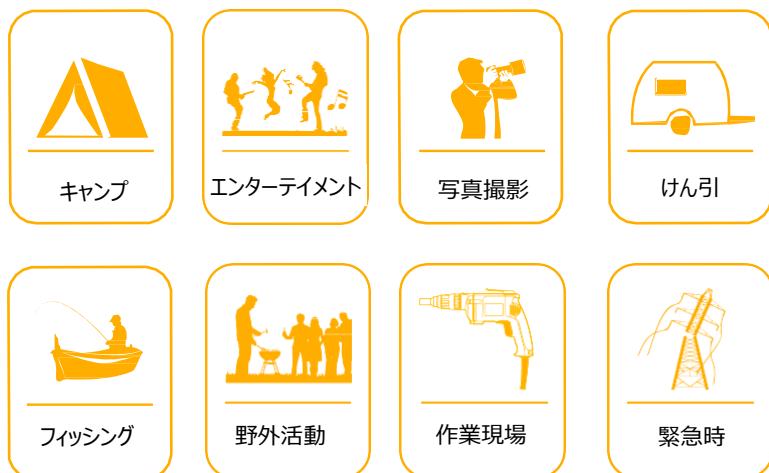 キャンプ
エンターテイメント
写真撮影
けん引
フィッシング
野外活動
作業現場
緊急時